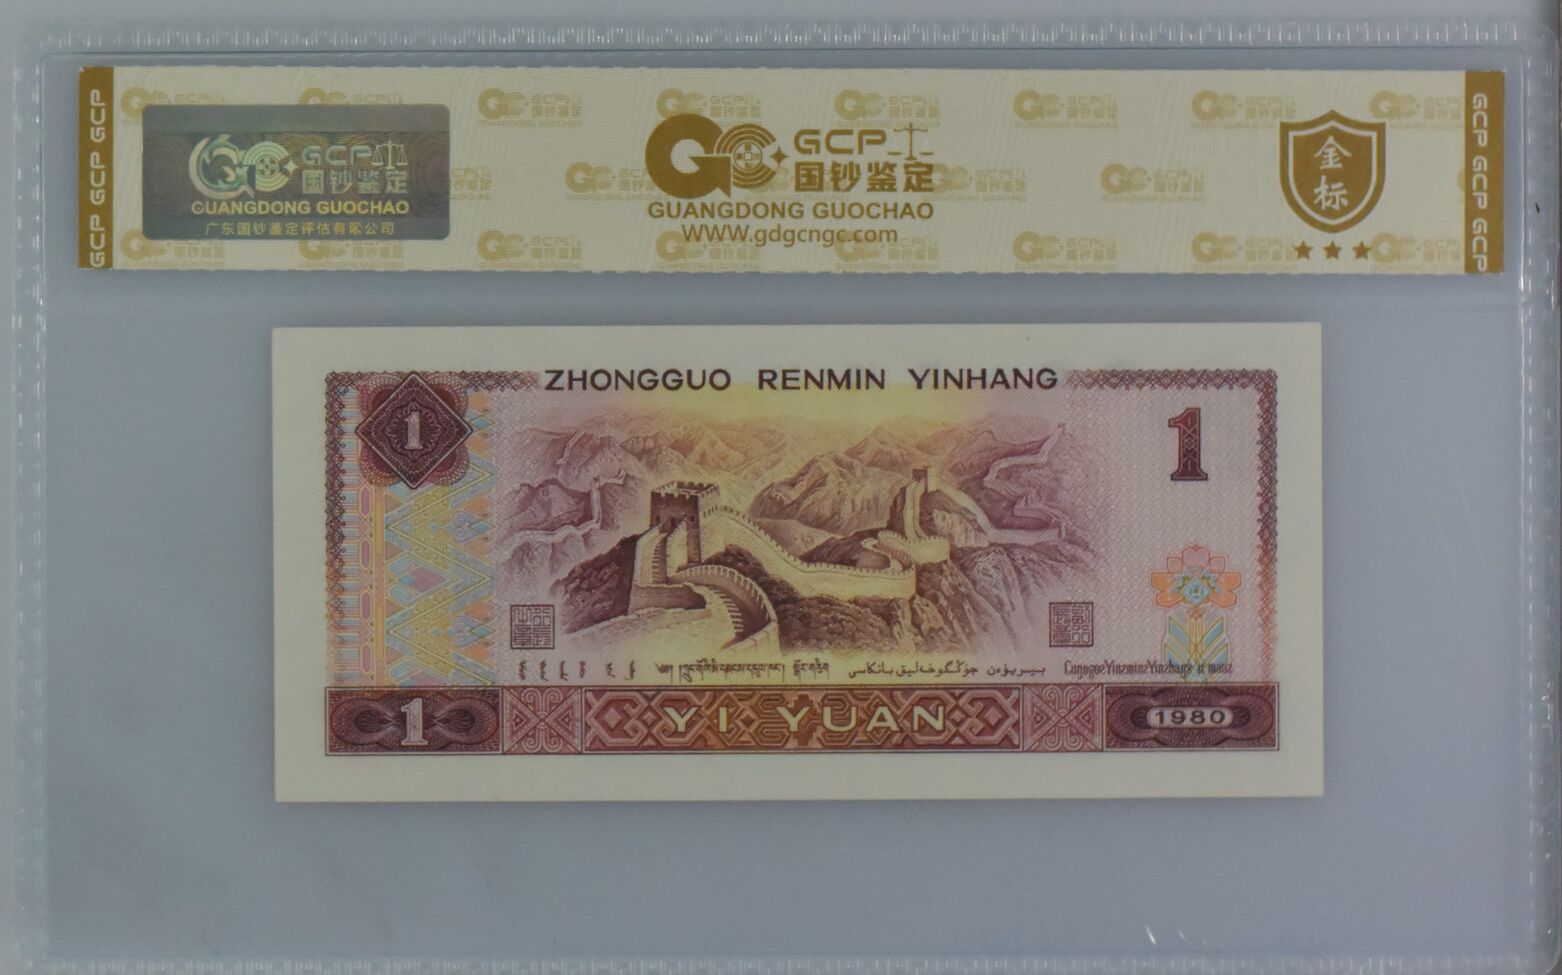 GCP GCP GCP
GCP
国钞鉴定
GUANGDONG GUOCHAO
广东国钞鉴定评估有限公司
GCP
国钞鉴定
GUANGDONG GUOCHAO
WWW.gdgcngc.com
金标
GCP GCP GCP
ZHONGGUO RENMIN YINHANG
1
1
1
YI YUAN
1980